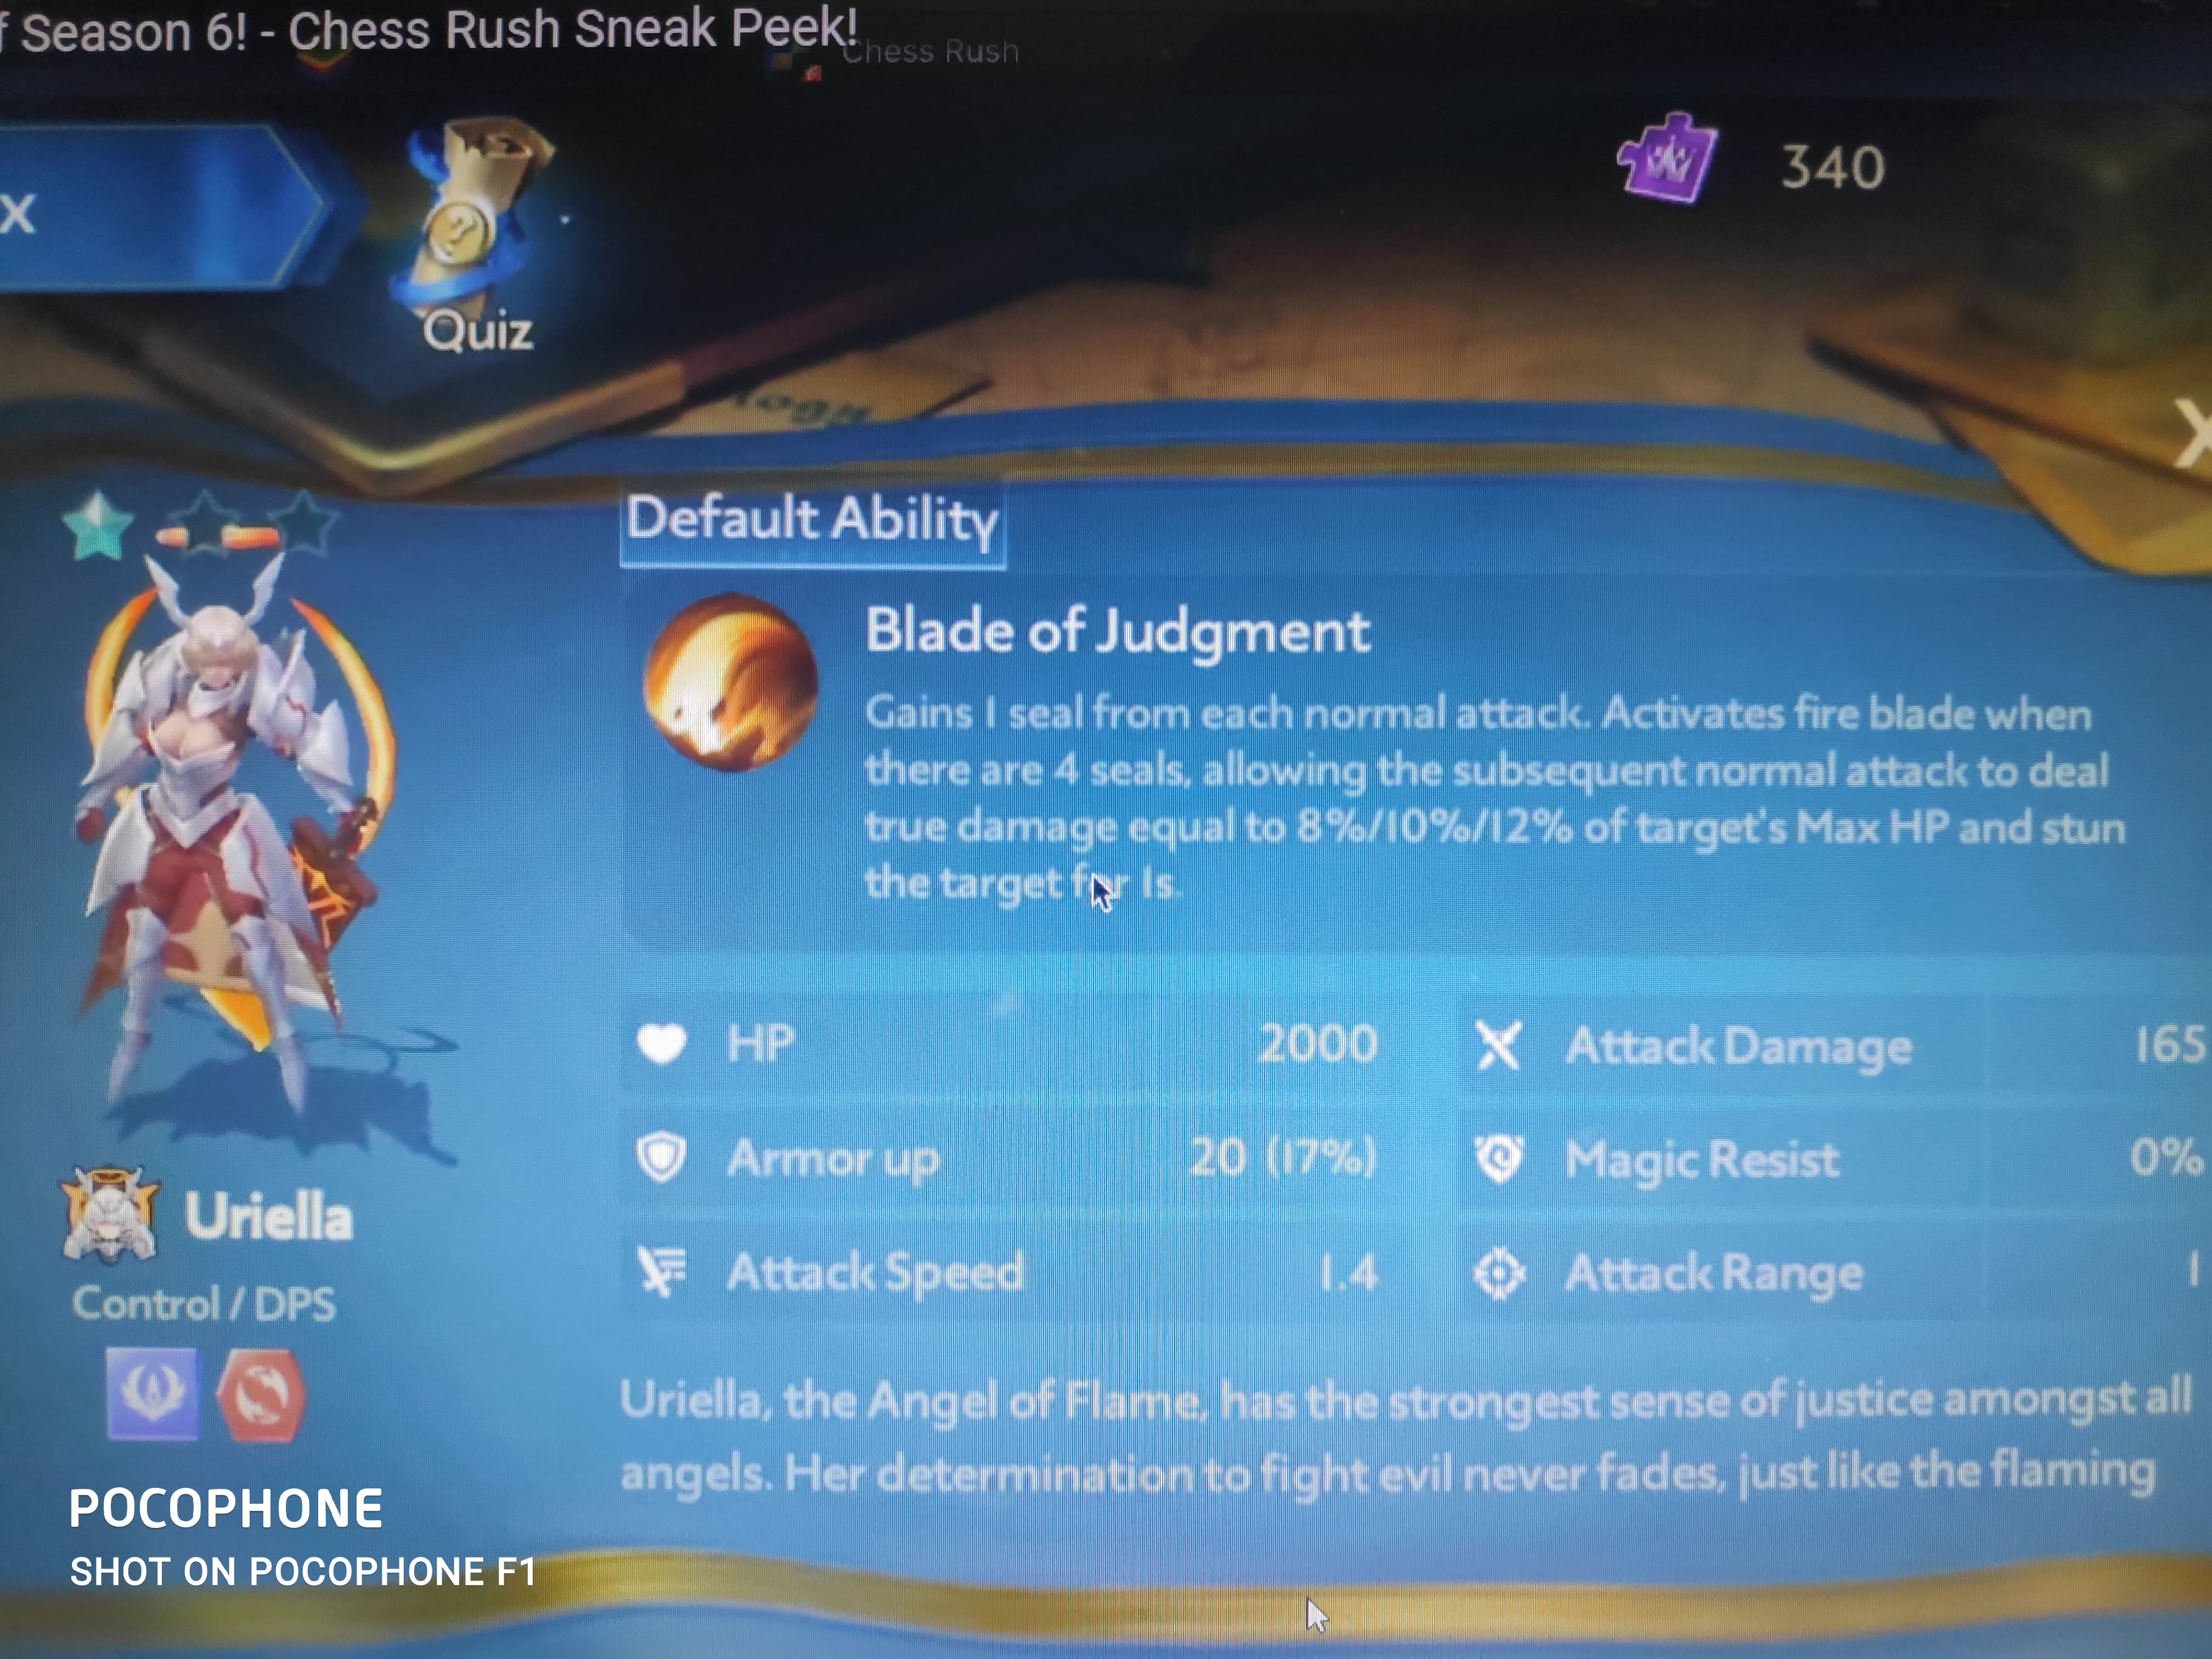 f Season 6! - Chess Rush Sneak Peek!
Chess Rush
X
340
Quiz
X
Default Ability
Blade of Judgment
Gains 1 seal from each normal attack. Activates fire blade when
there are 4 seals, allowing the subsequent normal attack to deal
true damage equal to 8%/10%/12% of target's Max HP and stun
the target for 1s.
HP 2000 Attack Damage 165
Armor up 20 (17%) Magic Resist 0%
Attack Speed 1.4 Attack Range 1
Uriella
Control / DPS
Uriella, the Angel of Flame, has the strongest sense of justice amongst all
angels. Her determination to fight evil never fades, just like the flaming
POCOPHONE
SHOT ON POCOPHONE F1